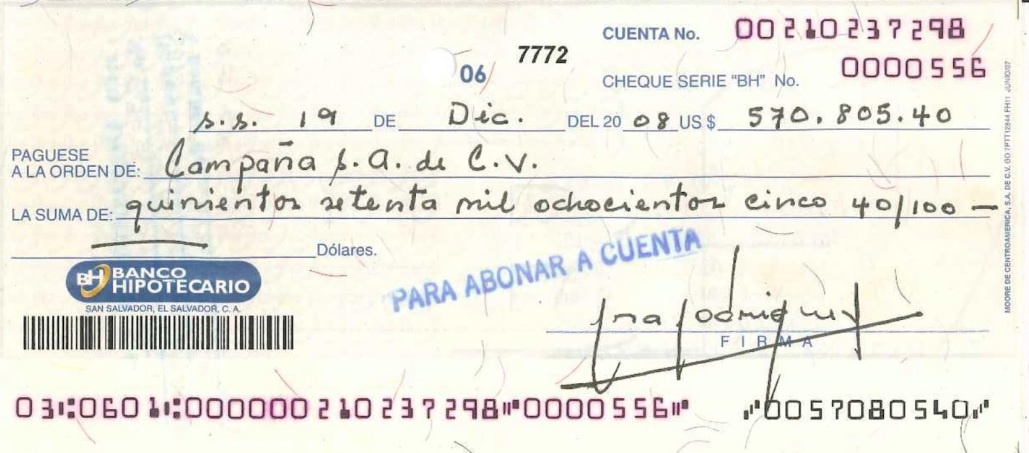 CUENTA No. 00210237298
7772
06/
CHEQUE SERIE "BH" No. 0000556
s.s. 19 DE Dic. DEL 20 08 US $ 570.805.40
PAGUESE
A LA ORDEN DE: Campaña S.A. de C.V.
LA SUMA DE: quinientos setenta mil ochocientos cinco 40/100 —
Dólares.
PARA ABONAR A CUENTA
BH BANCO
HIPOTECARIO
SAN SALVADOR, EL SALVADOR, C. A.
FIRMA
03⑆0601⑆000000210237298⑈0000556⑈ ⑈0057080540⑈